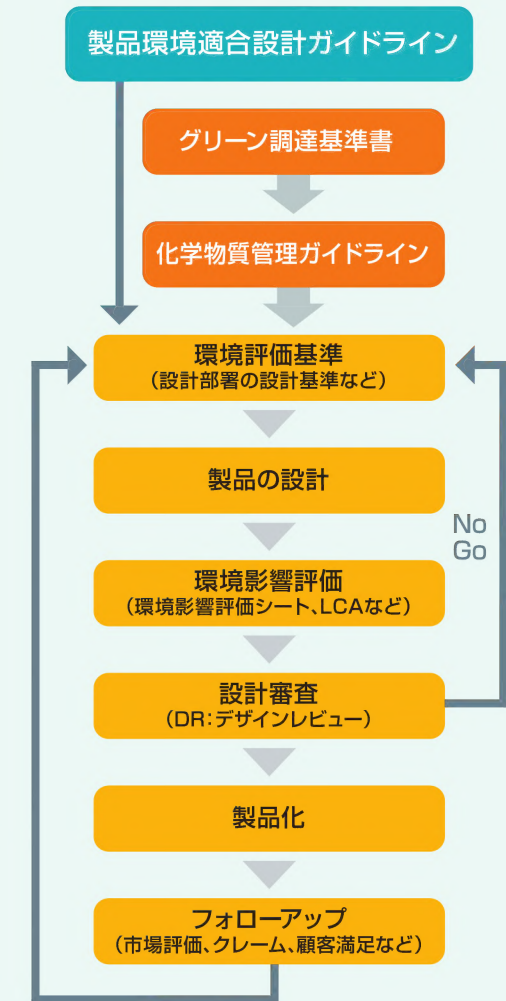 製品環境適合設計ガイドライン
グリーン調達基準書
化学物質管理ガイドライン
環境評価基準
(設計部署の設計基準など)
製品の設計
No
Go
環境影響評価
(環境影響評価シート、LCAなど)
設計審査
(DR:デザインレビュー)
製品化
フォローアップ
(市場評価、クレーム、顧客満足など)